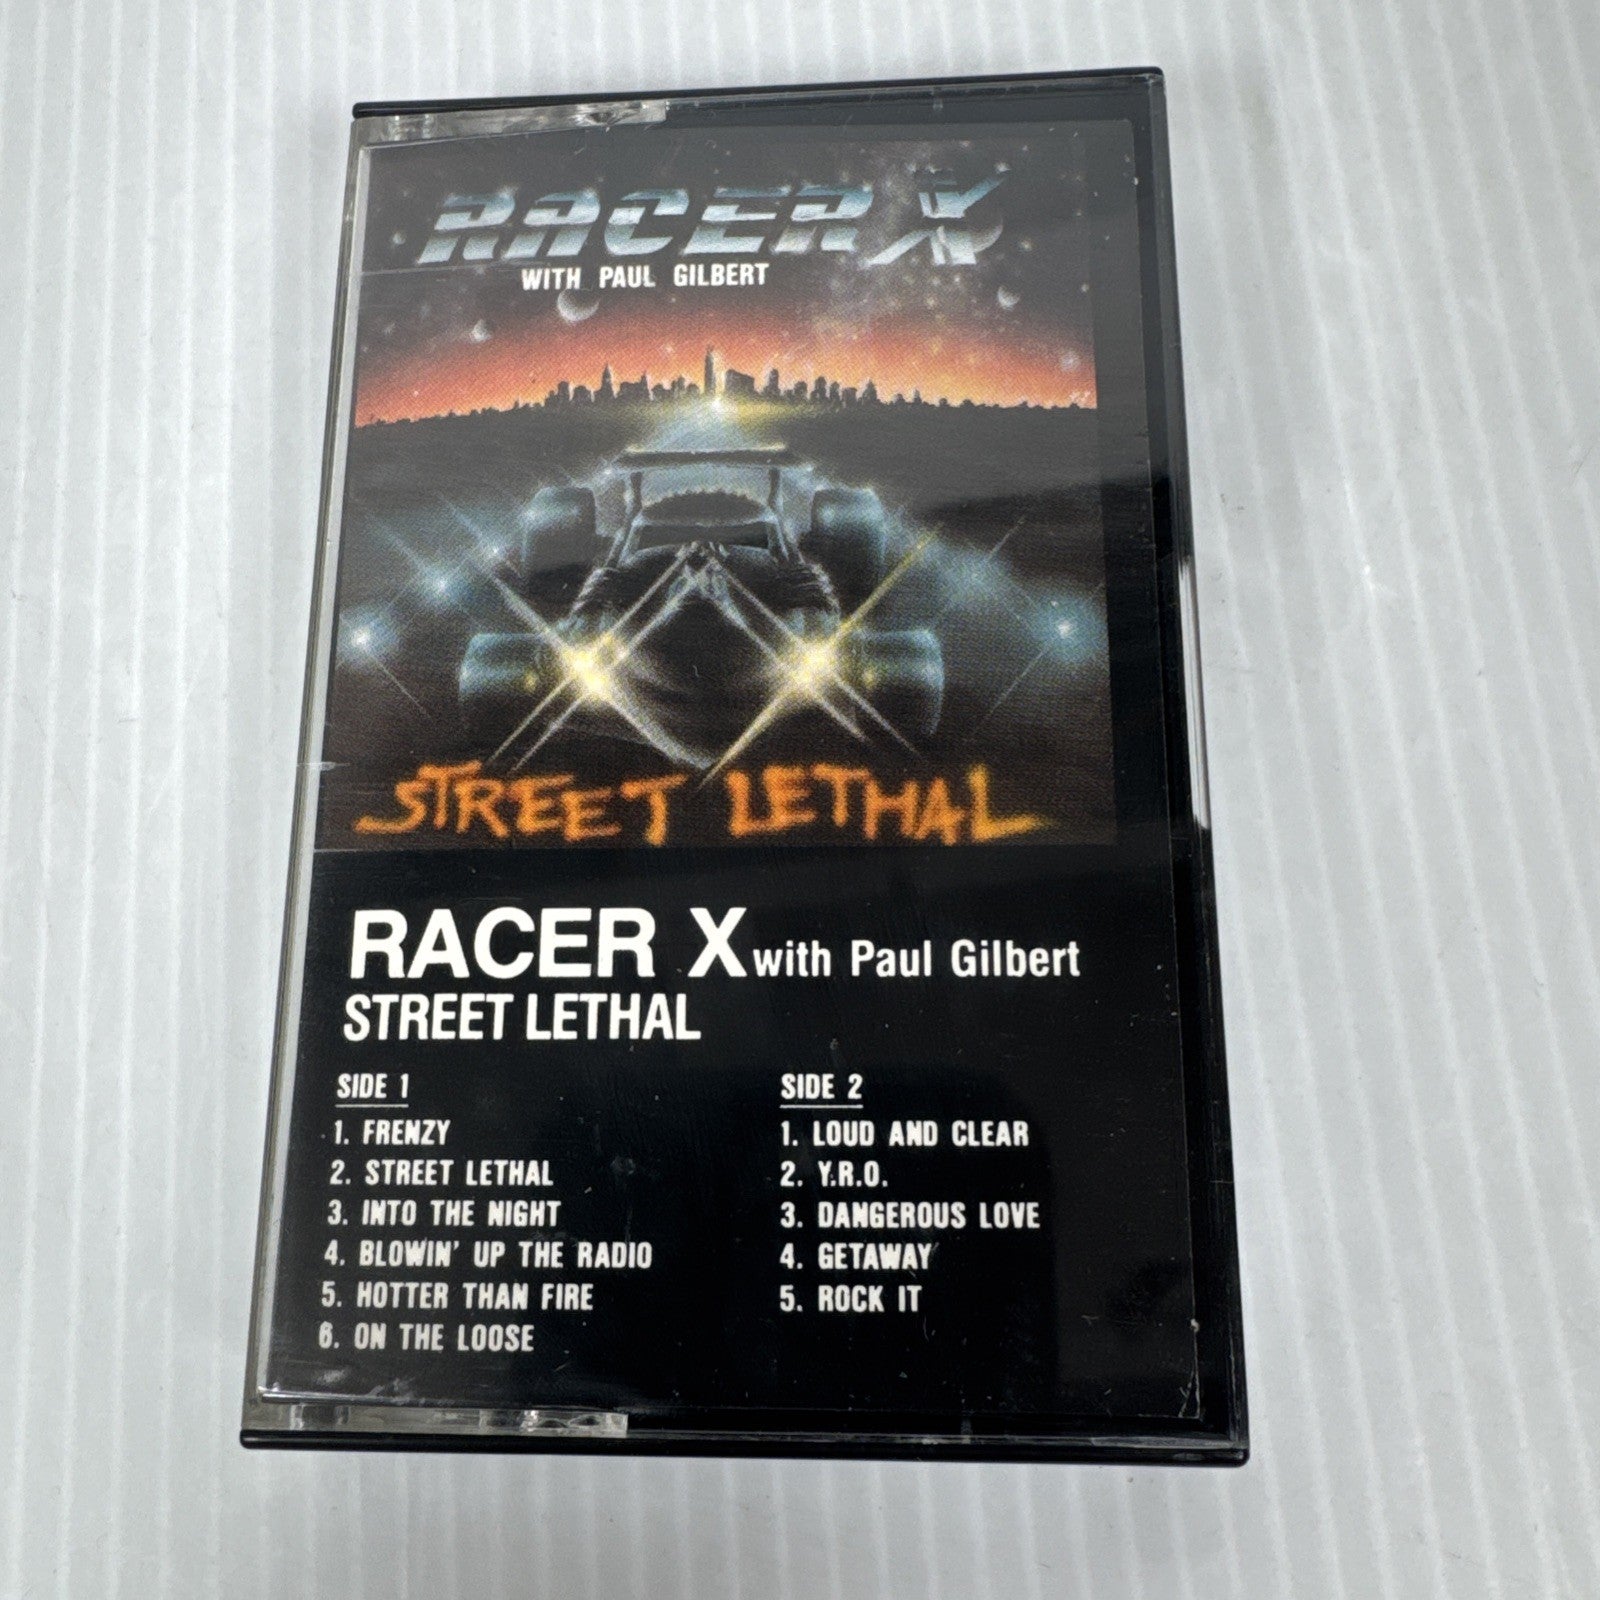 RACER X
WITH PAUL GILBERT
STREET LETHAL
RACER X with Paul Gilbert
STREET LETHAL
SIDE 1
1. FRENZY
2. STREET LETHAL
3. INTO THE NIGHT
4. BLOWIN' UP THE RADIO
5. HOTTER THAN FIRE
6. ON THE LOOSE
SIDE 2
1. LOUD AND CLEAR
2. Y.R.O.
3. DANGEROUS LOVE
4. GETAWAY
5. ROCK IT